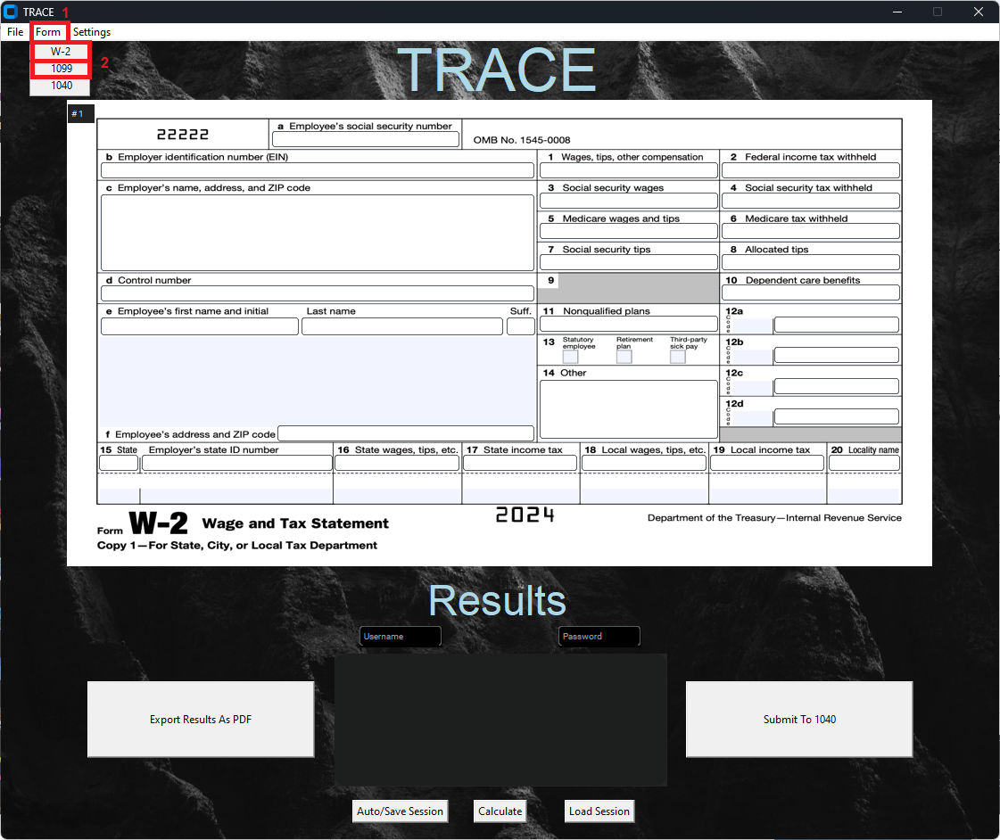 TRACE 1
File Form Settings
W-2
1099
1040
2
TRACE
#1
22222
a Employee's social security number
OMB No. 1545-0008
b Employer identification number (EIN)
1 Wages, tips, other compensation
2 Federal income tax withheld
c Employer's name, address, and ZIP code
3 Social security wages
4 Social security tax withheld
5 Medicare wages and tips
6 Medicare tax withheld
7 Social security tips
8 Allocated tips
d Control number
9
10 Dependent care benefits
e Employee's first name and initial
Last name
Suff.
11 Nonqualified plans
12a
Code
13 Statutory employee
Retirement plan
Third-party sick pay
12b
Code
14 Other
12c
Code
12d
Code
f Employee's address and ZIP code
15 State Employer's state ID number
16 State wages, tips, etc.
17 State income tax
18 Local wages, tips, etc.
19 Local income tax
20 Locality name
Form W-2 Wage and Tax Statement
2024
Department of the Treasury—Internal Revenue Service
Copy 1—For State, City, or Local Tax Department
Results
Username
Password
Export Results As PDF
Submit To 1040
Auto/Save Session
Calculate
Load Session